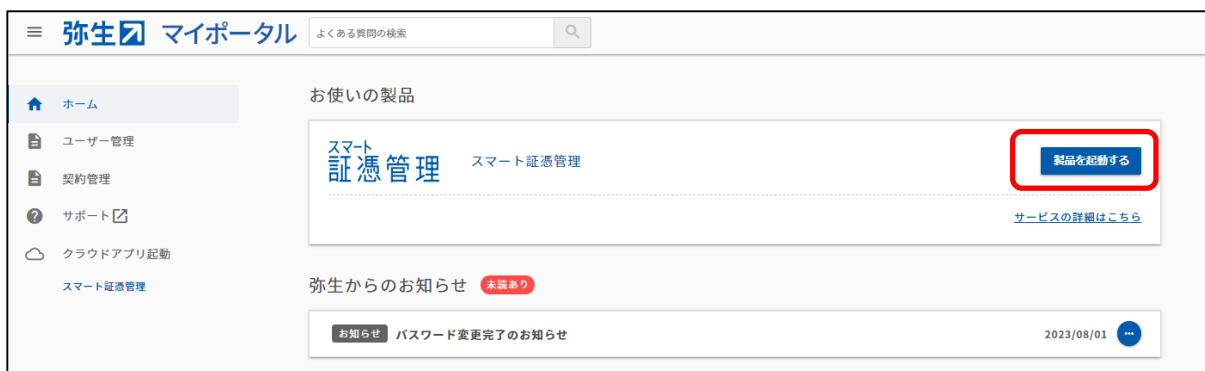 弥生 マイポータル
よくある質問の検索
ホーム
ユーザー管理
契約管理
サポート
クラウドアプリ起動
スマート証憑管理
お使いの製品
スマート
証憑管理
スマート証憑管理
製品を起動する
サービスの詳細はこちら
弥生からのお知らせ 未読あり
お知らせ パスワード変更完了のお知らせ 2023/08/01